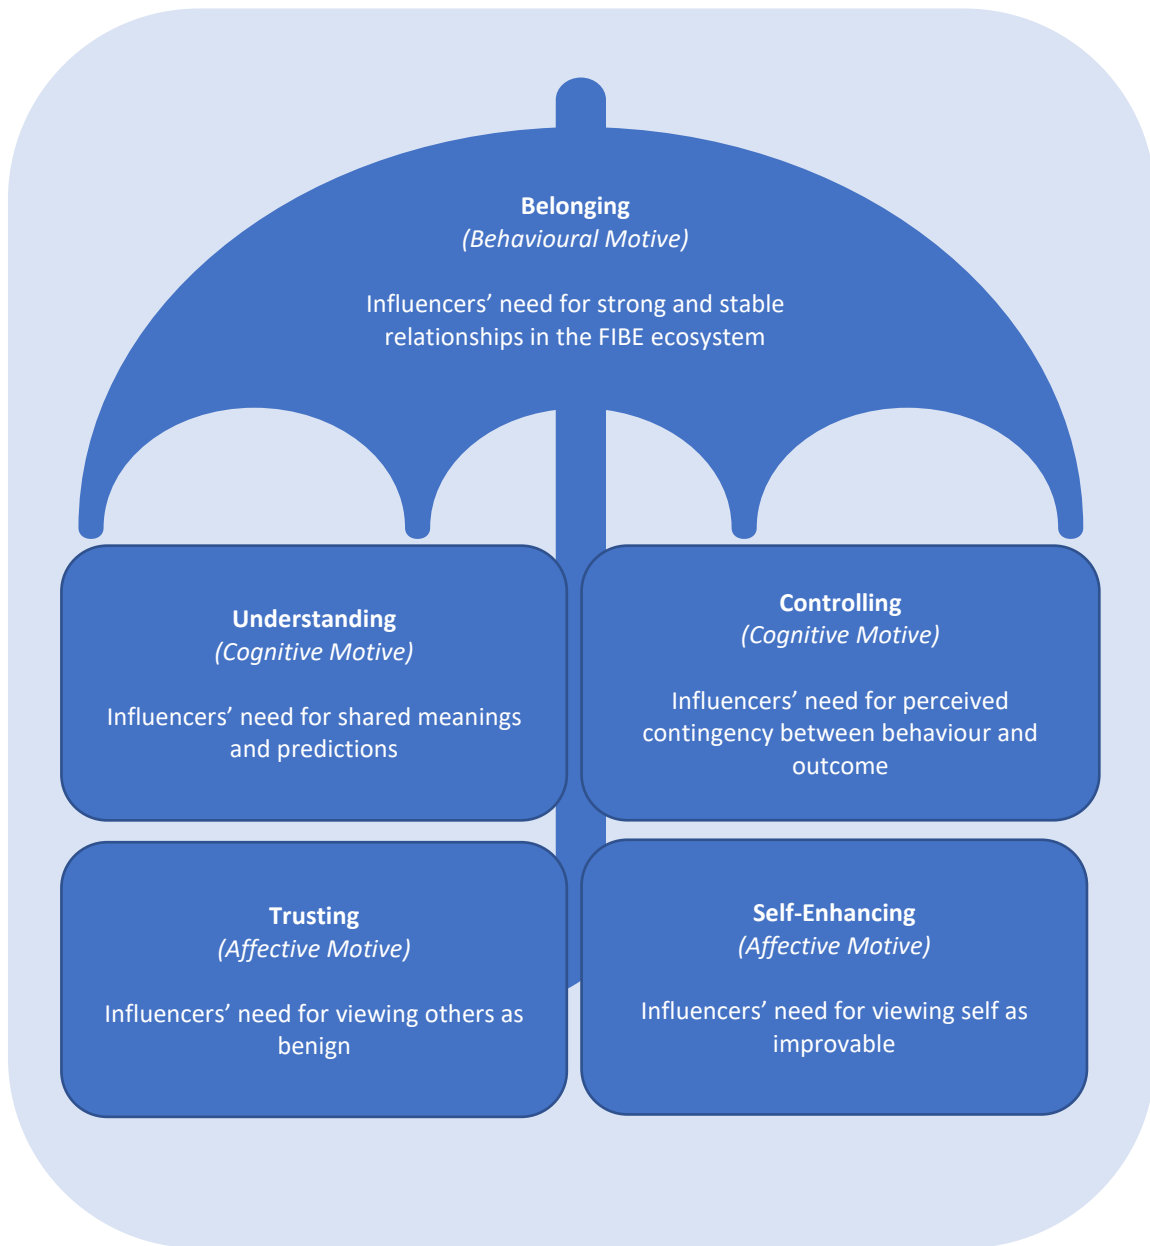 Belonging
(Behavioural Motive)
Influencers’ need for strong and stable
relationships in the FIBE ecosystem
Understanding
(Cognitive Motive)
Influencers’ need for shared meanings
and predictions
Controlling
(Cognitive Motive)
Influencers’ need for perceived
contingency between behaviour and
outcome
Trusting
(Affective Motive)
Influencers’ need for viewing others as
benign
Self-Enhancing
(Affective Motive)
Influencers’ need for viewing self as
improvable